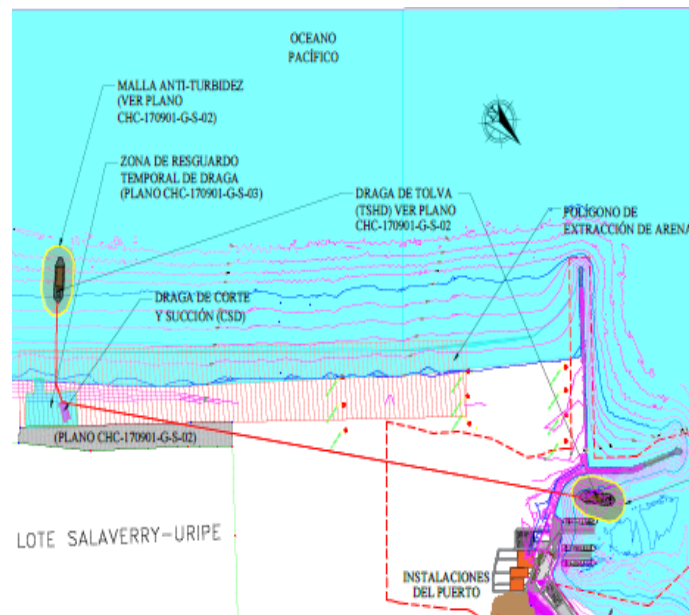 OCEANO
PACÍFICO
MALLA ANTI-TURBIDEZ
(VER PLANO
CHC-170901-G-S-02)
ZONA DE RESGUARDO
TEMPORAL DE DRAGA
(PLANO CHC-170901-G-S-03)
DRAGA DE TOLVA
(TSHD) VER PLANO
CHC-170901-G-S-02
POLÍGONO DE
EXTRACCIÓN DE ARENA
DRAGA DE CORTE
Y SUCCIÓN (CSD)
(PLANO CHC-170901-G-S-02)
LOTE SALAVERRY-URIPE
INSTALACIONES
DEL PUERTO